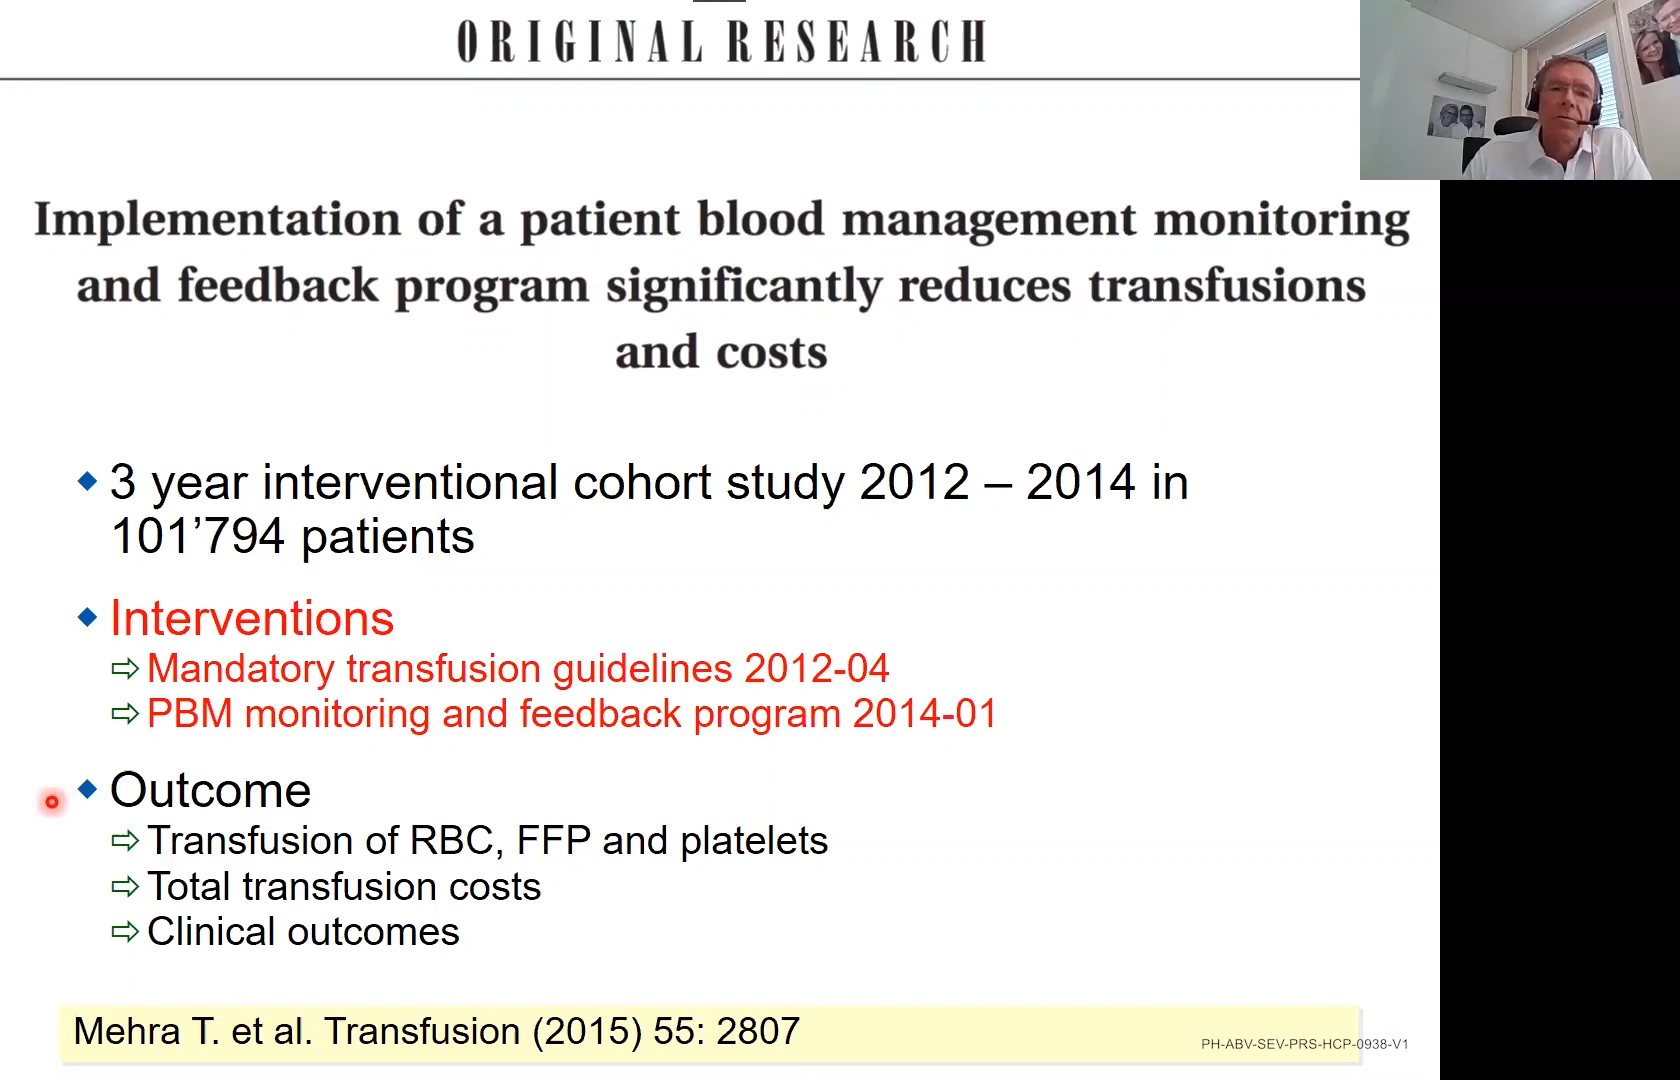 ORIGINAL RESEARCH
Implementation of a patient blood management monitoring
and feedback program significantly reduces transfusions
and costs
3 year interventional cohort study 2012 – 2014 in
101’794 patients
Interventions
⇨ Mandatory transfusion guidelines 2012-04
⇨ PBM monitoring and feedback program 2014-01
Outcome
⇨ Transfusion of RBC, FFP and platelets
⇨ Total transfusion costs
⇨ Clinical outcomes
Mehra T. et al. Transfusion (2015) 55: 2807
PH-ABV-SEV-PRS-HCP-0938-V1